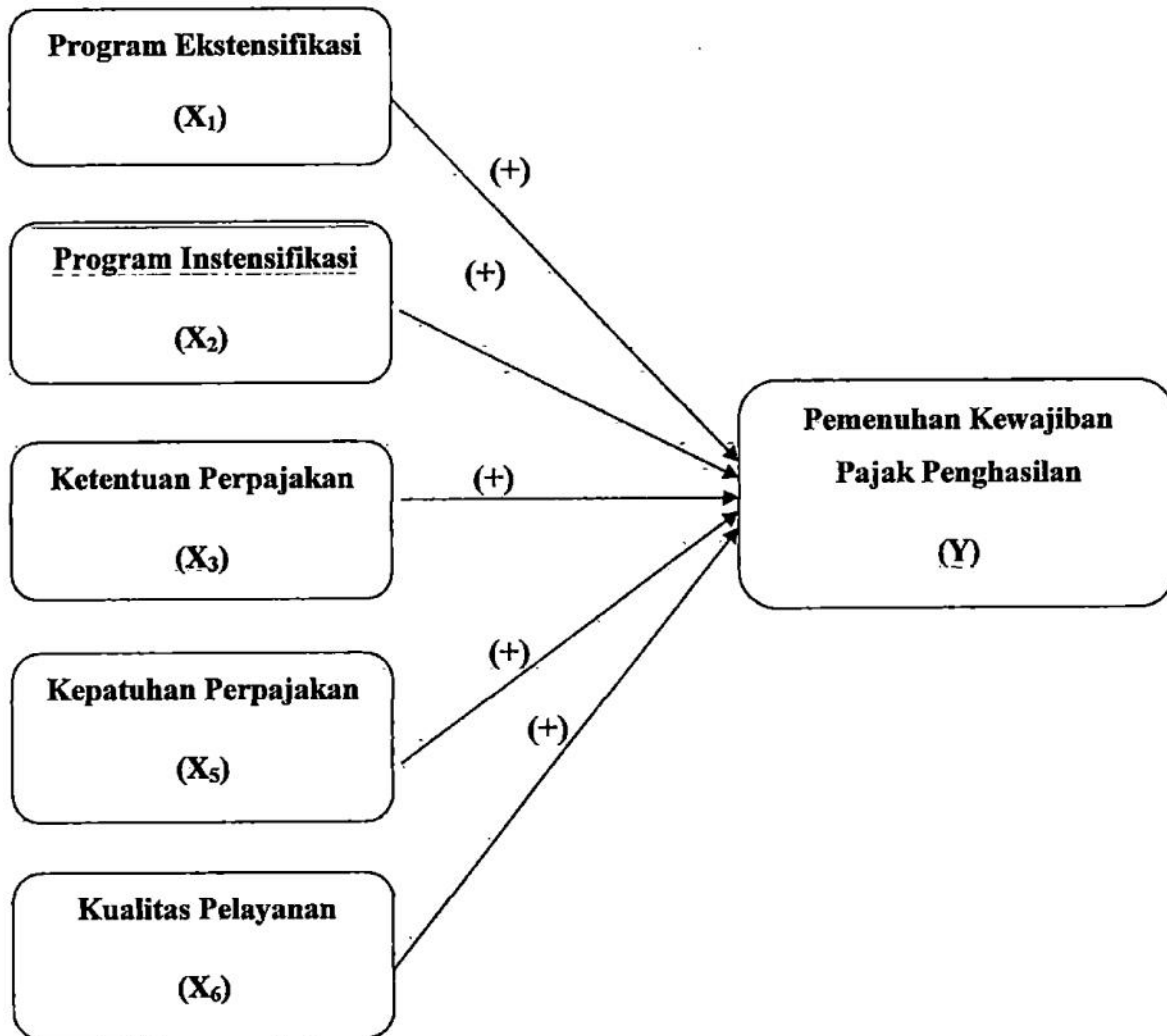 Program Ekstensifikasi
(X₁)
(+)
Program Instensifikasi
(X₂)
(+)
Ketentuan Perpajakan
(X₃)
(+)
Pemenuhan Kewajiban
Pajak Penghasilan
(Y)
Kepatuhan Perpajakan
(X₅)
(+)
Kualitas Pelayanan
(X₆)
(+)